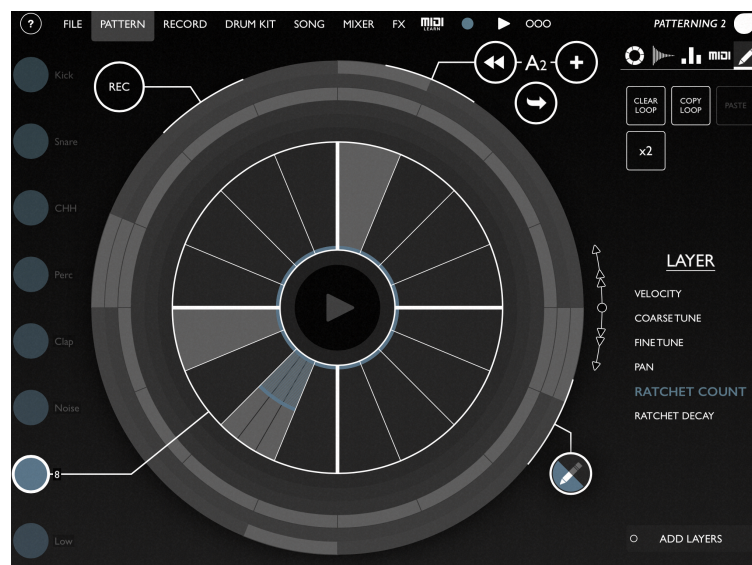 ?
FILE PATTERN RECORD DRUM KIT SONG MIXER FX MIDI LEARN PATTERNING 2
Kick
REC
A2
+
MIDI
CLEAR LOOP
COPY LOOP
PASTE
x2
Snare
CHH
Perc
Clap
Noise
8
Low
LAYER
VELOCITY
COARSE TUNE
FINE TUNE
PAN
RATCHET COUNT
RATCHET DECAY
ADD LAYERS